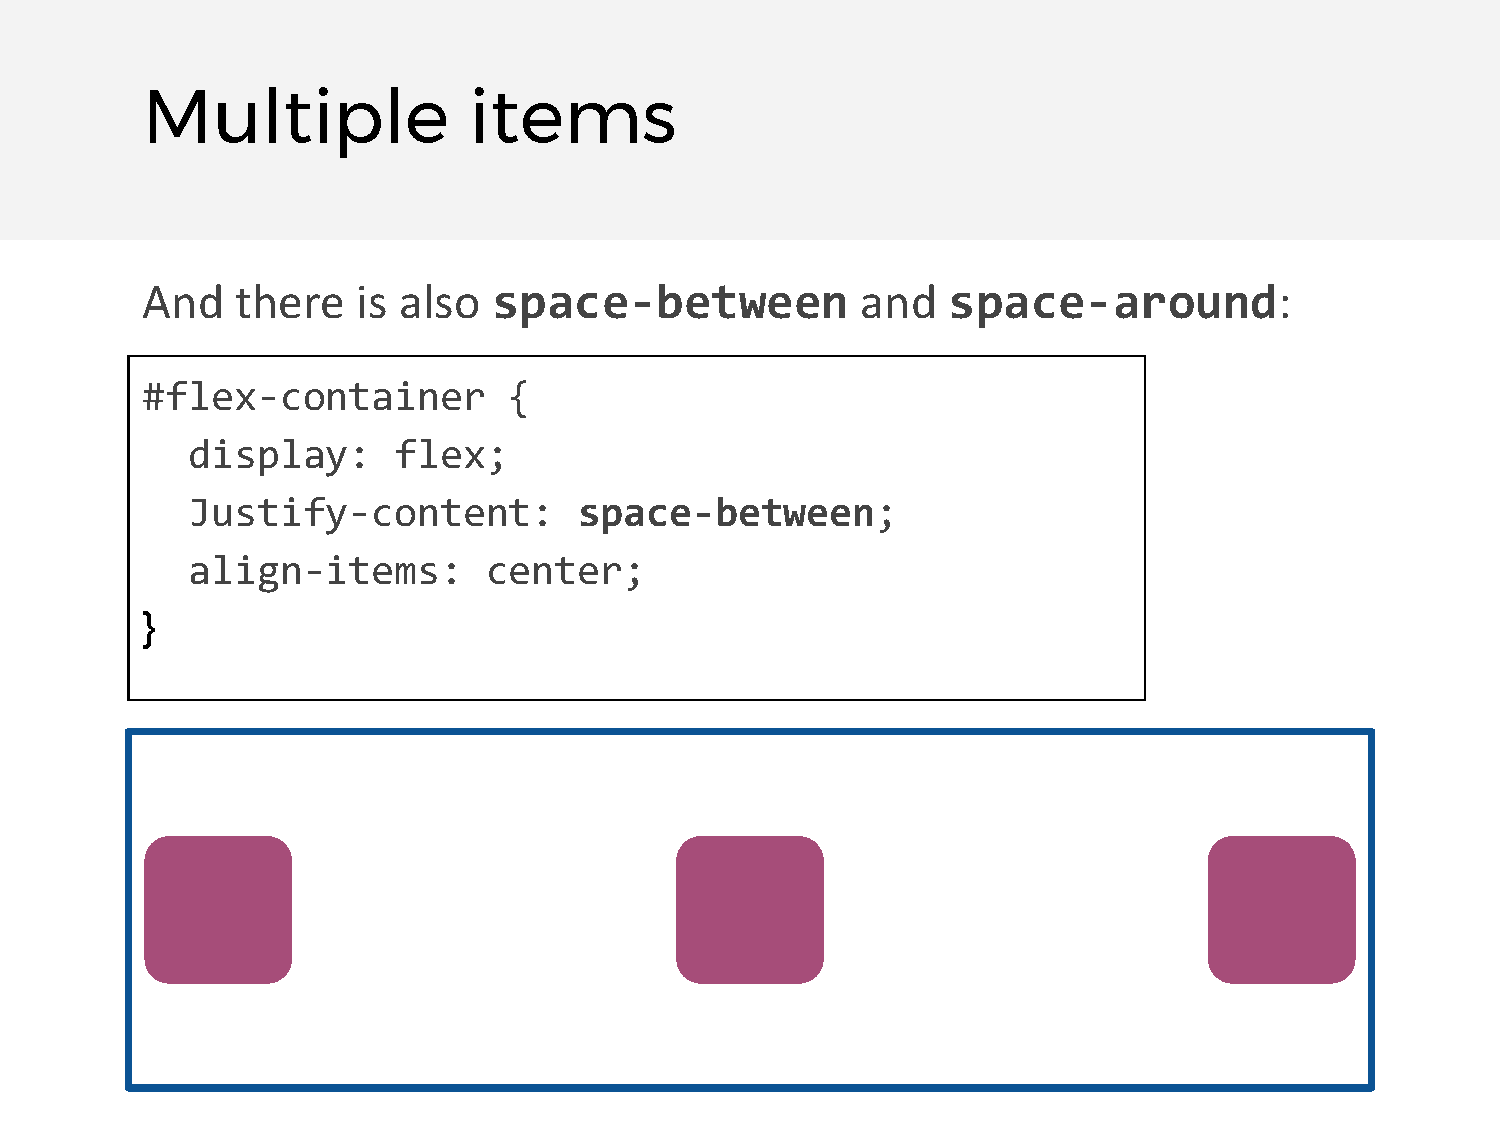 Multiple items
And there is also space-between and space-around:
#flex-container {
  display: flex;
  Justify-content: space-between;
  align-items: center;
}